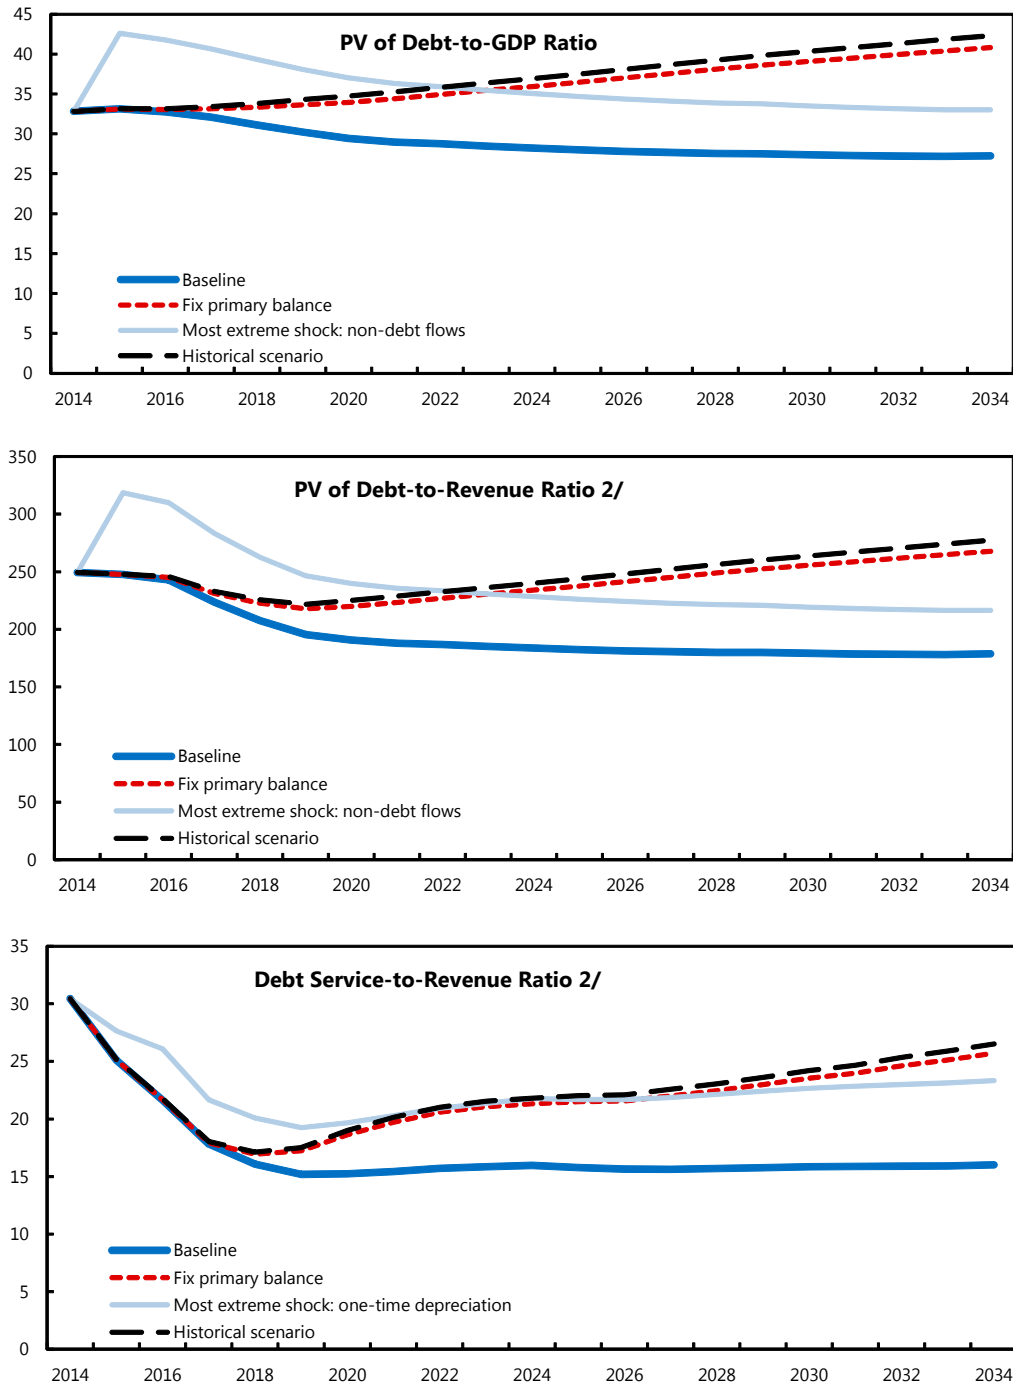 PV of Debt-to-GDP Ratio
45
40
35
30
25
20
15
10
5
0
Baseline
Fix primary balance
Most extreme shock: non-debt flows
Historical scenario
2014 2016 2018 2020 2022 2024 2026 2028 2030 2032 2034
PV of Debt-to-Revenue Ratio 2/
350
300
250
200
150
100
50
0
Baseline
Fix primary balance
Most extreme shock: non-debt flows
Historical scenario
2014 2016 2018 2020 2022 2024 2026 2028 2030 2032 2034
Debt Service-to-Revenue Ratio 2/
35
30
25
20
15
10
5
0
Baseline
Fix primary balance
Most extreme shock: one-time depreciation
Historical scenario
2014 2016 2018 2020 2022 2024 2026 2028 2030 2032 2034